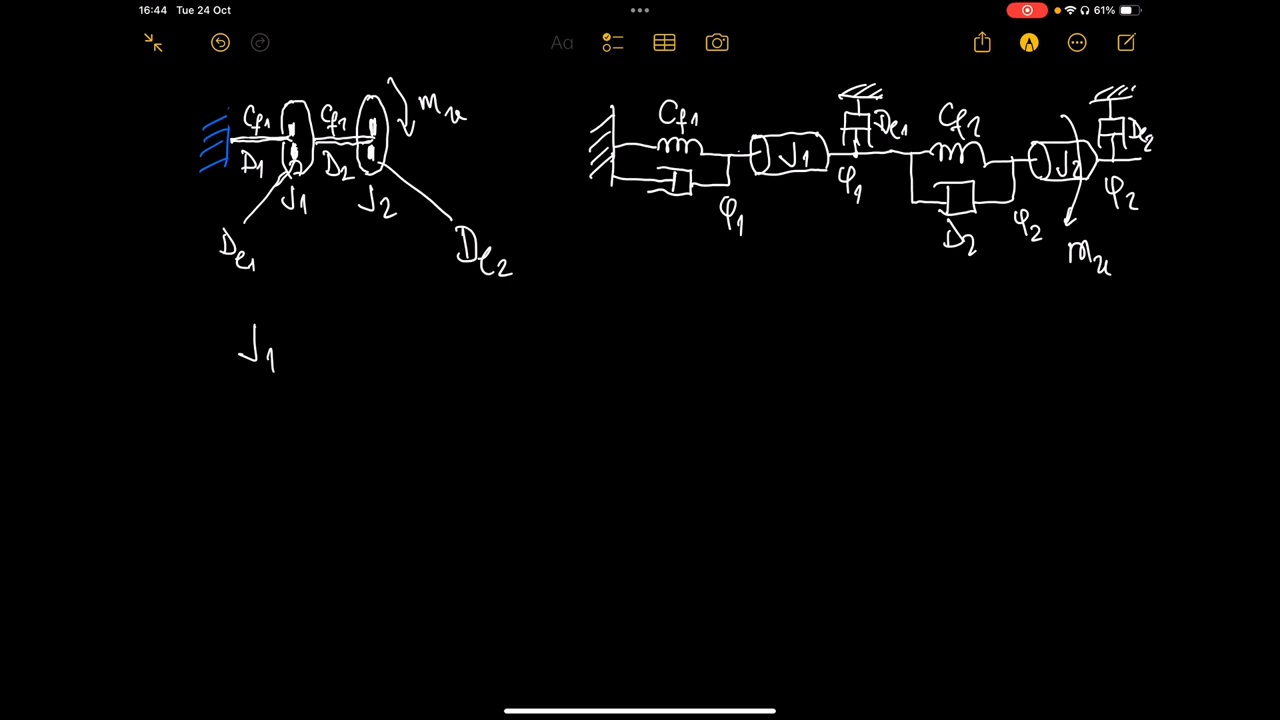 16:44 Tue 24 Oct
61%
Aa
Cf1 Cf2 mu
D1 D2
J1 J2
De1 De2
Cf1 De1 Cf2 De2
J1 J2
φ1 φ1 D2 φ2 φ2
mu
J1